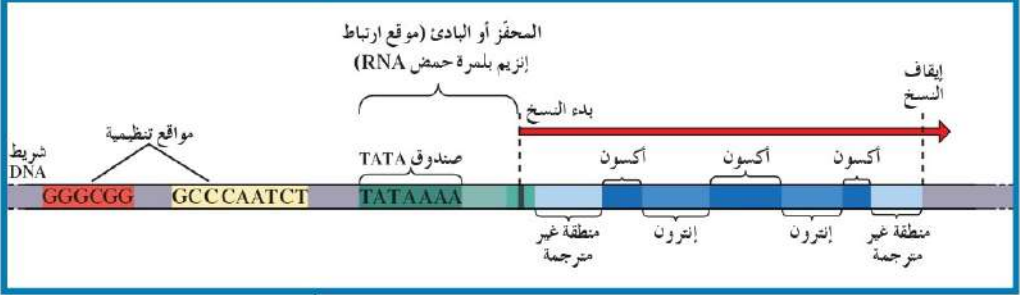 المحفّز أو البادئ (موقع ارتباط
إنزيم بلمرة حمض RNA)
إيقاف
النسخ
بدء النسخ
مواقع تنظيمية
شريط
DNA
صندوق TATA
أكسون
أكسون
أكسون
GGGCGG
GCCCAATCT
TATAAAA
منطقة غير
مترجمة
إنترون
إنترون
منطقة غير
مترجمة